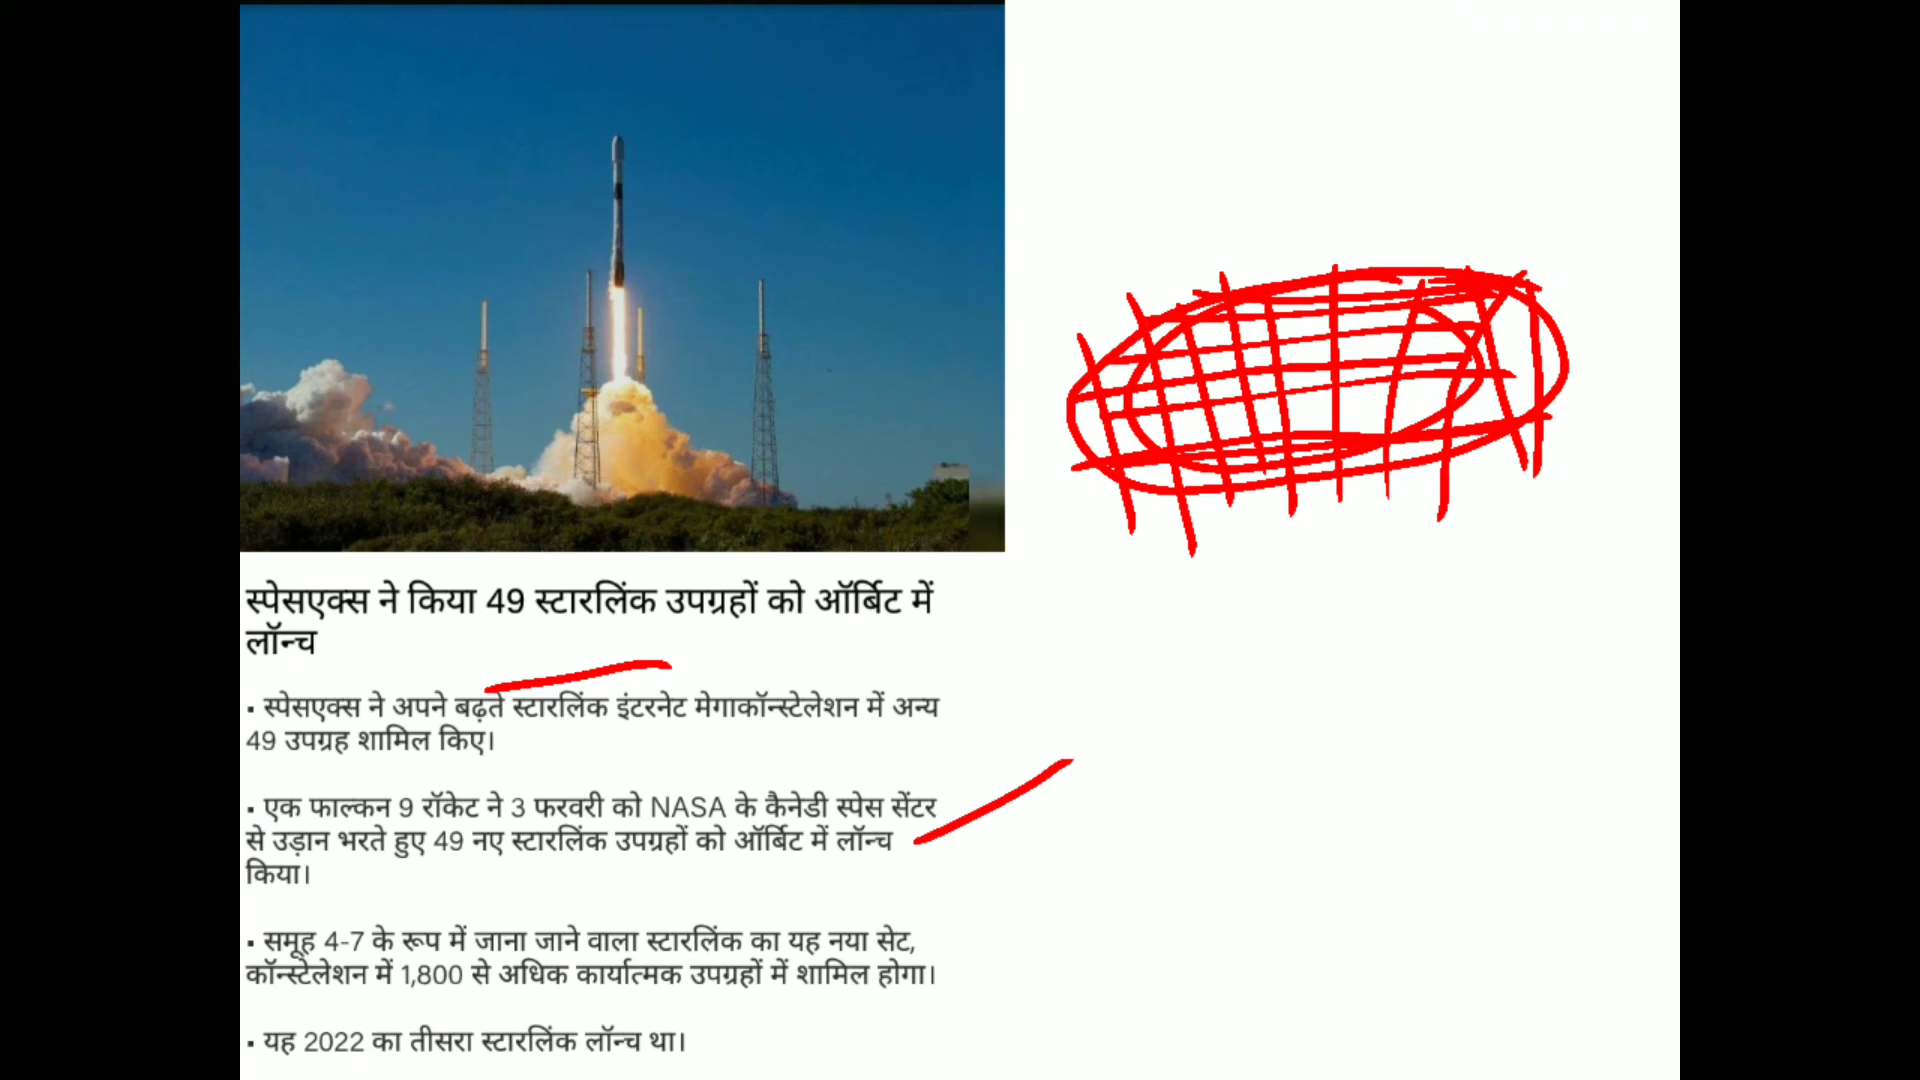 स्पेसएक्स ने किया 49 स्टारलिंक उपग्रहों को ऑर्बिट में
लॉन्च
▪ स्पेसएक्स ने अपने बढ़ते स्टारलिंक इंटरनेट मेगाकॉन्स्टेलेशन में अन्य
49 उपग्रह शामिल किए।
▪ एक फाल्कन 9 रॉकेट ने 3 फरवरी को NASA के कैनेडी स्पेस सेंटर
से उड़ान भरते हुए 49 नए स्टारलिंक उपग्रहों को ऑर्बिट में लॉन्च
किया।
▪ समूह 4-7 के रूप में जाना जाने वाला स्टारलिंक का यह नया सेट,
कॉन्स्टेलेशन में 1,800 से अधिक कार्यात्मक उपग्रहों में शामिल होगा।
▪ यह 2022 का तीसरा स्टारलिंक लॉन्च था।